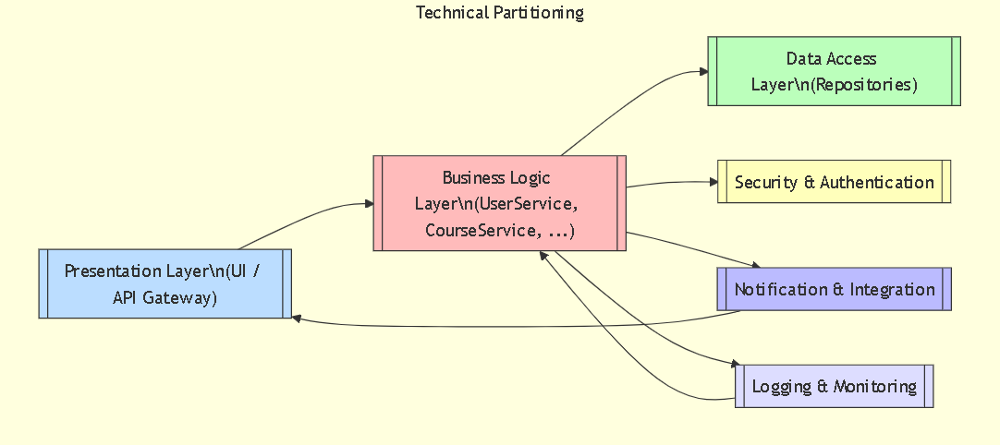 Technical Partitioning
Data Access
Layer\n(Repositories)
Business Logic
Layer\n(UserService,
CourseService, ...)
Security & Authentication
Presentation Layer\n(UI /
API Gateway)
Notification & Integration
Logging & Monitoring